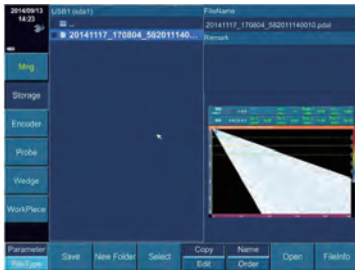 2014/09/13
14:23
USB1 (sda1)
FileName
20141117_170804_582011140010.pdat
Remark
..
20141117_170804_582011140...
Mng
Storage
Encoder
Probe
Wedge
WorkPiece
Parameter
FileType
Save
New Folder
Select
Copy
Edit
Name
Order
Open
FileInfo